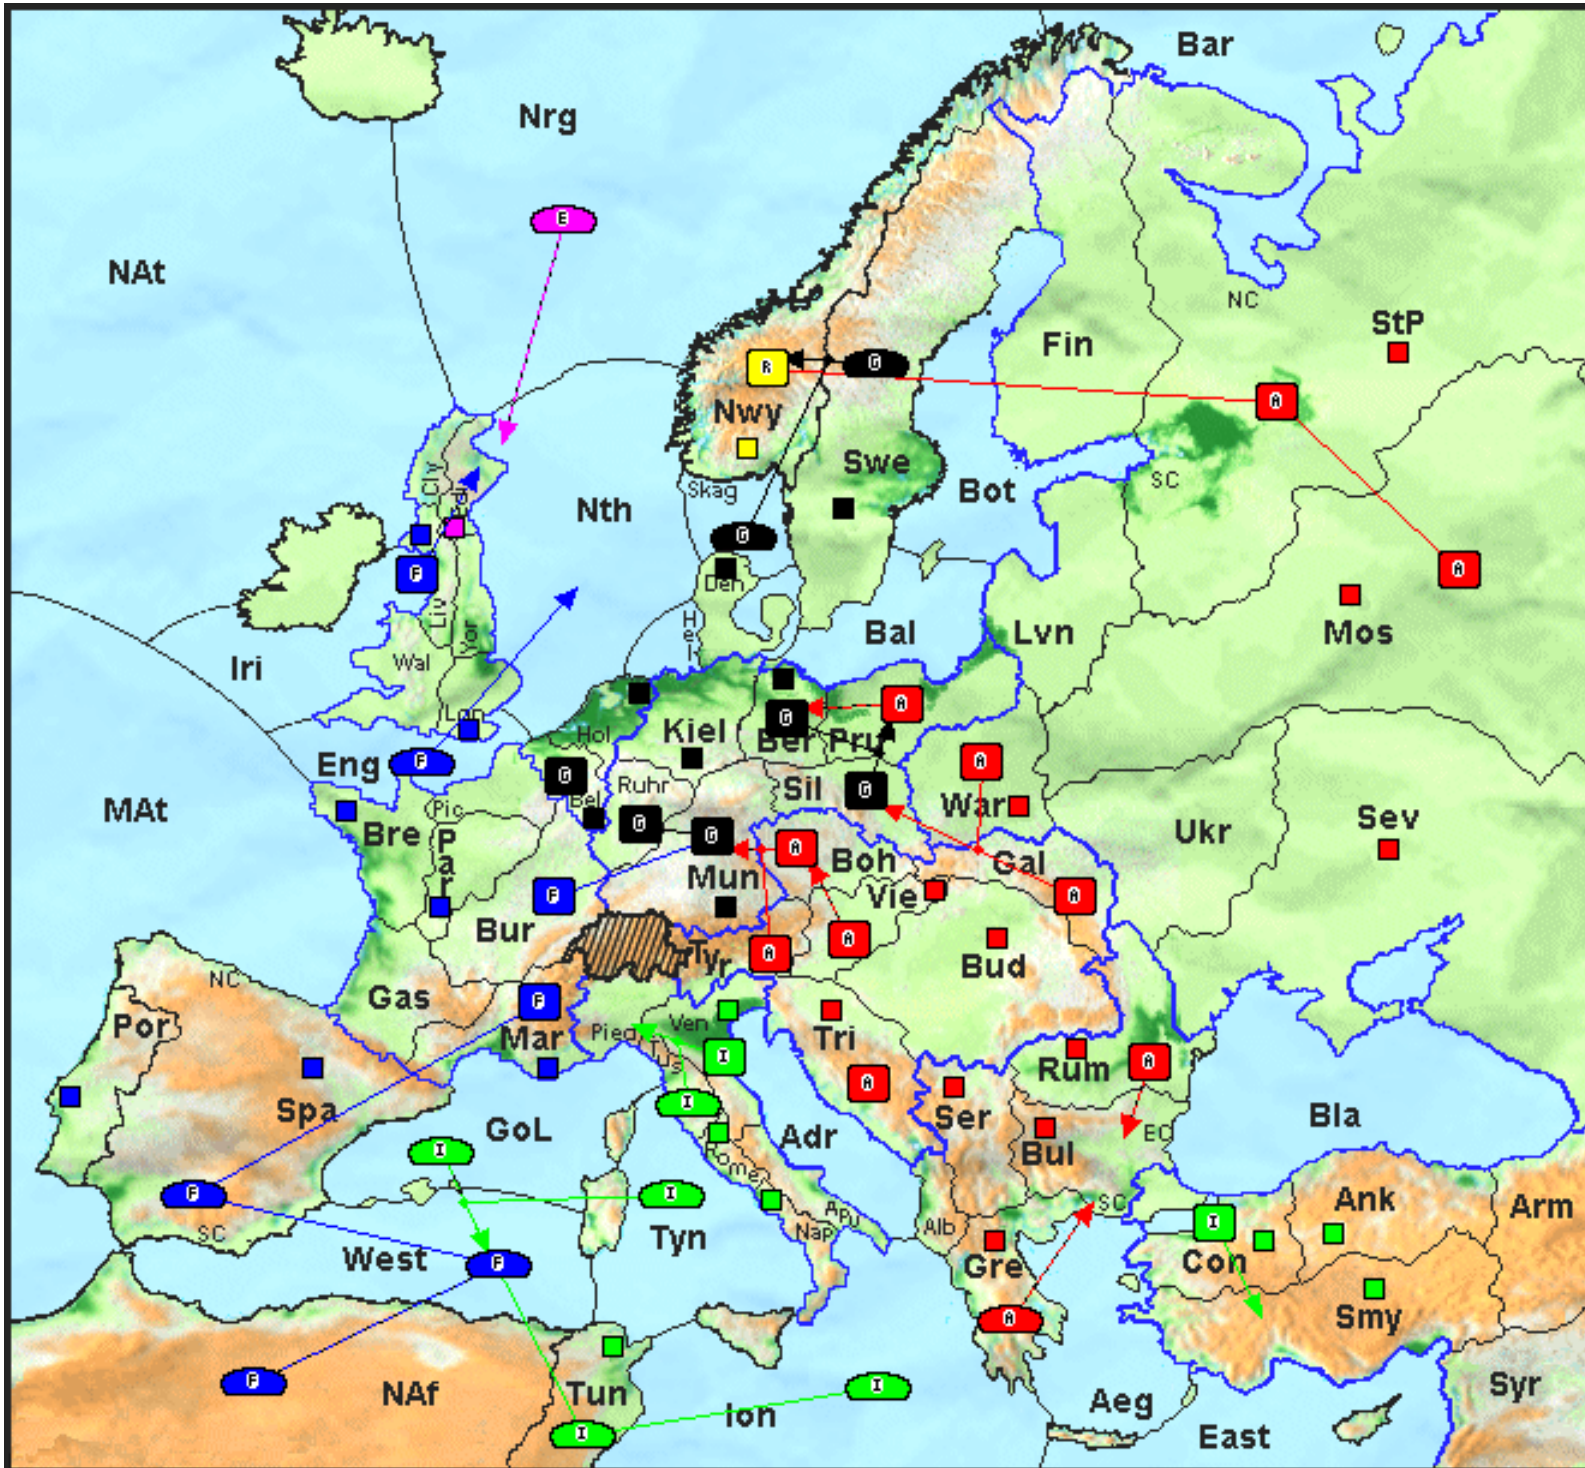 Bar
Nrg
E
NAt
NC
StP
Fin
R
G
A
Nwy
Swe
Cly
Edi
SC
Bot
Skag
Nth
G
A
F
Den
Liv
Yor
Hel
Bal
Lvn
Mos
Iri
Wal
Lon
Hol
Kiel
G
A
Ber
Pru
Eng
F
G
Ruhr
Sil
G
A
MAt
Pic
Bel
War
Sev
Bre
Par
G
G
A
Boh
Gal
Ukr
Mun
Vie
F
A
Bur
A
A
Bud
Tyr
NC
Gas
F
Por
Mar
Pied
Ven
Tri
Tus
I
Rum
A
A
Ser
Spa
I
GoL
Adr
Bul
EC
Bla
I
Rome
F
I
Apu
SC
Ank
Arm
SC
Tyn
Nap
Alb
I
West
F
Gre
Con
A
Smy
F
NAf
Tun
I
Ion
Aeg
Syr
I
East